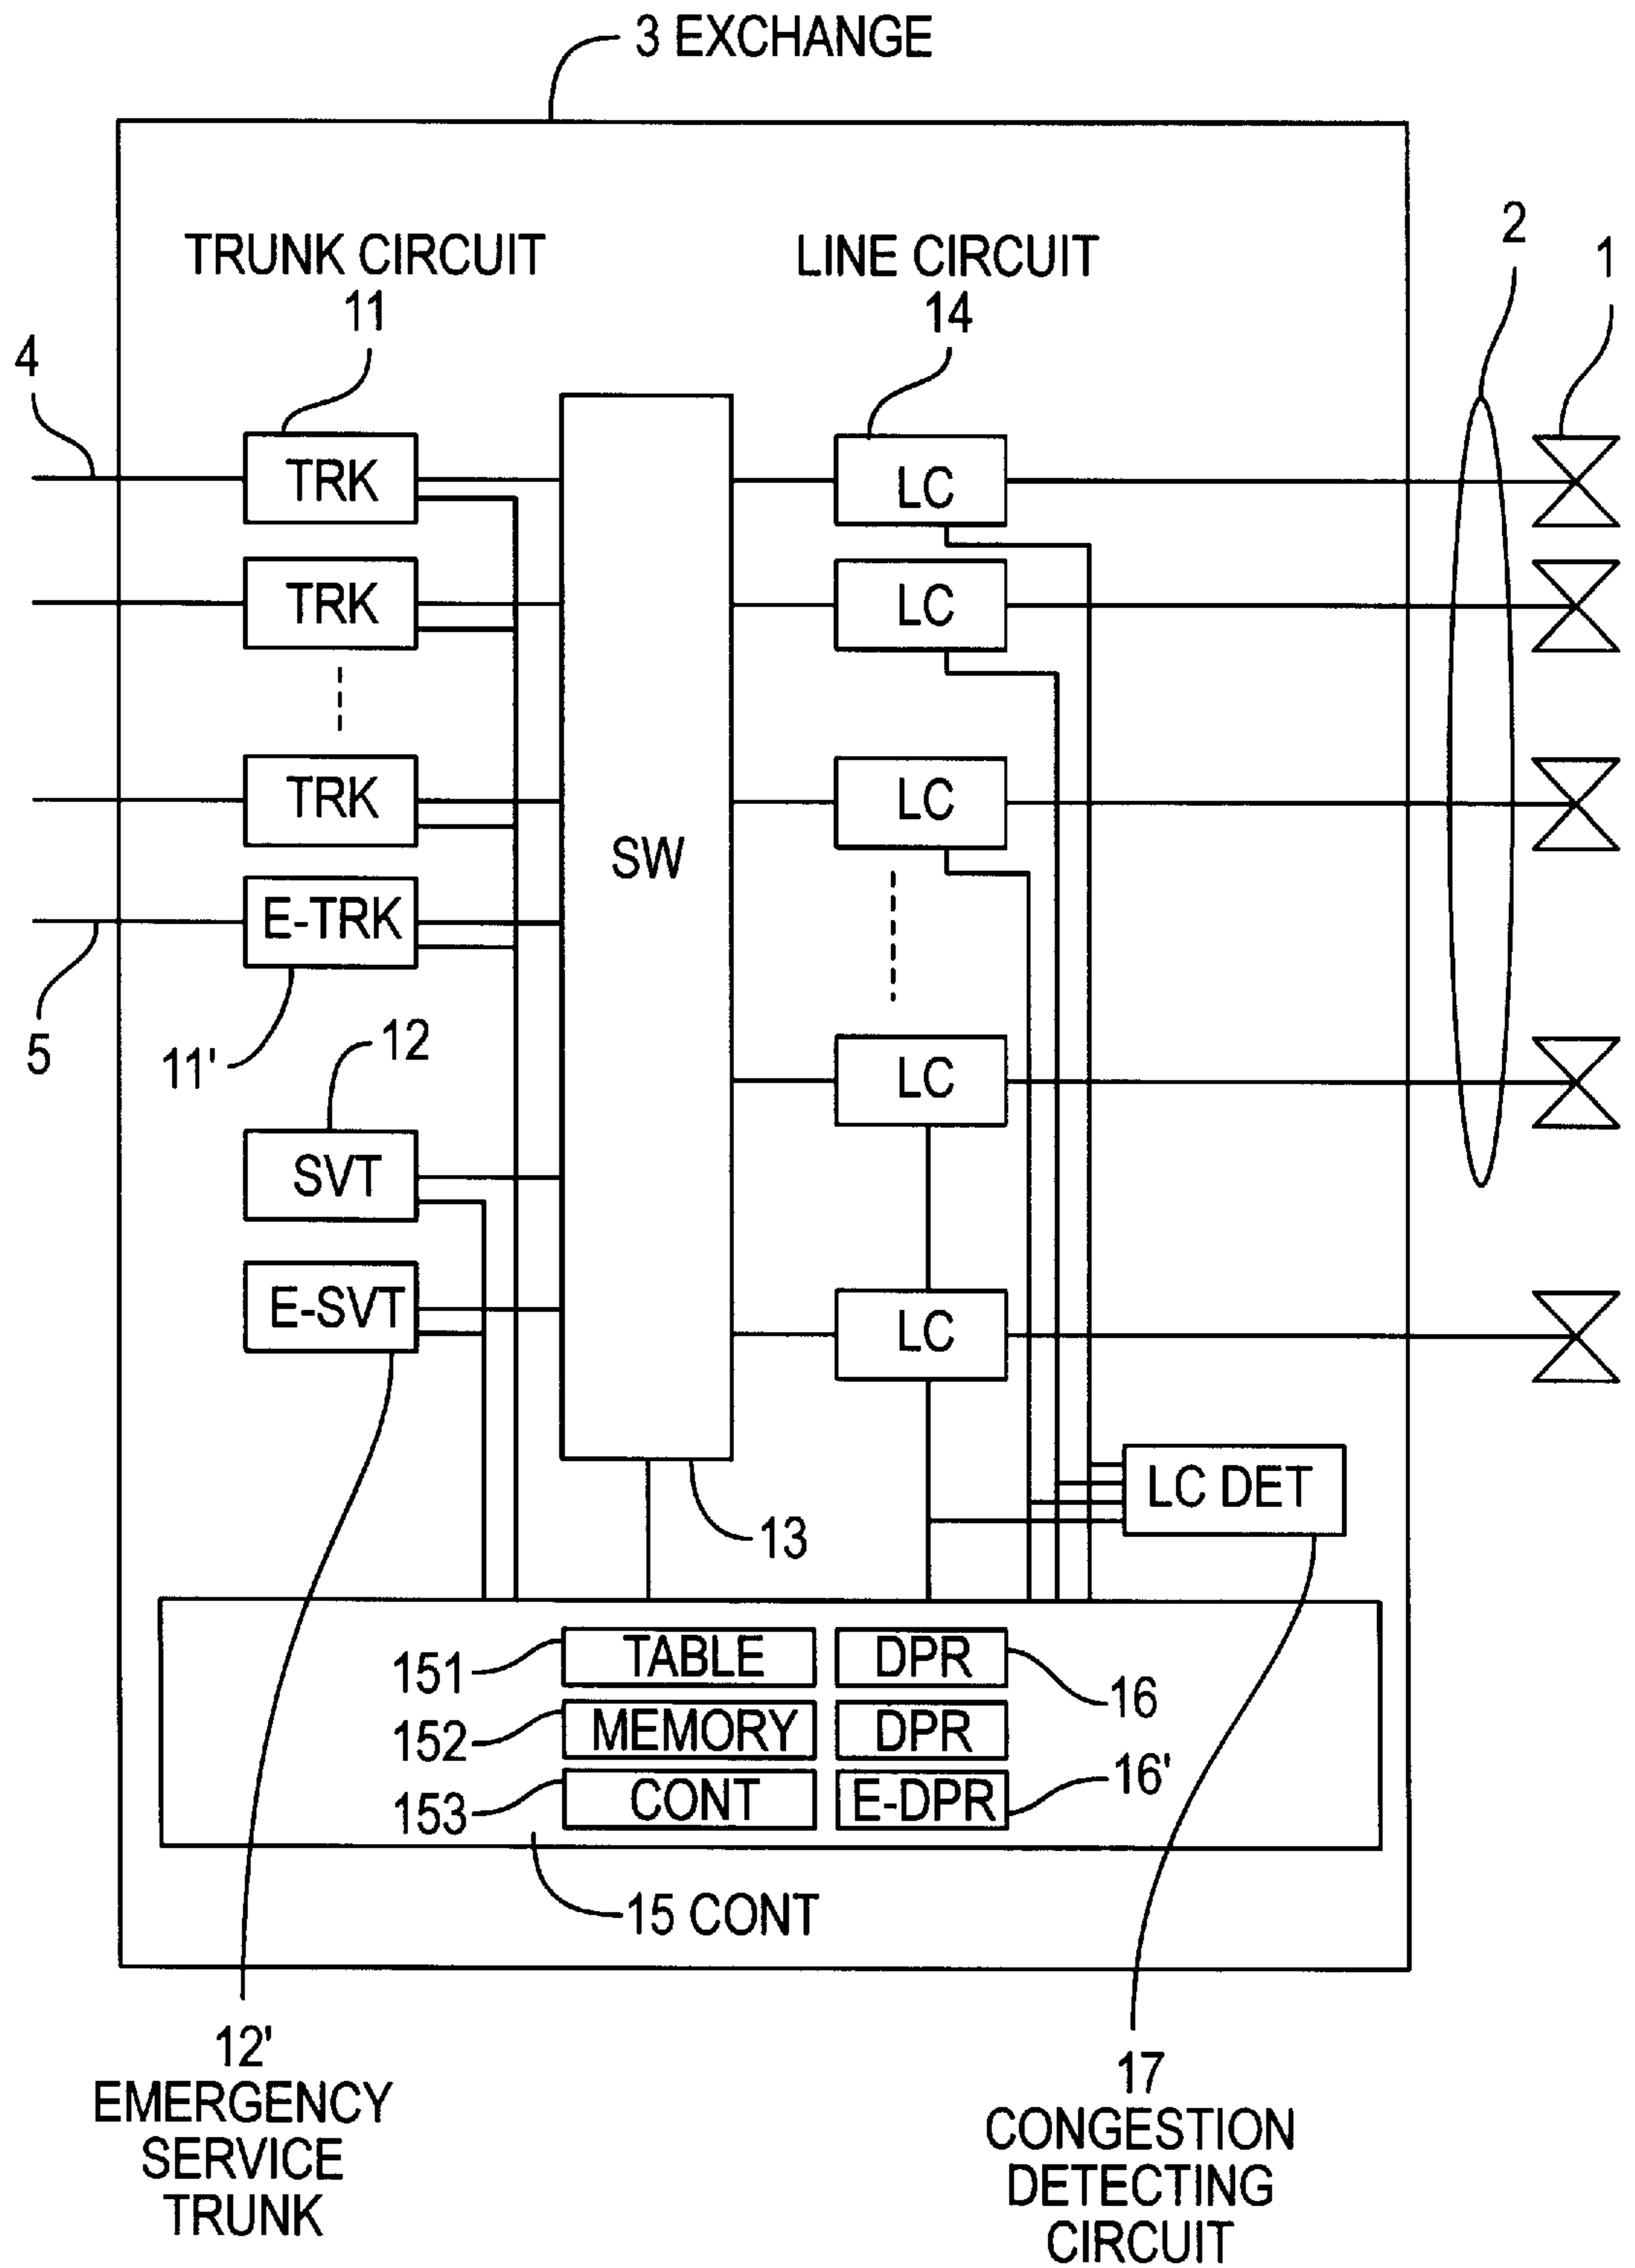 3 EXCHANGE
TRUNK CIRCUIT
11
LINE CIRCUIT
14
2
1
4
TRK
LC
TRK
LC
TRK
LC
SW
E-TRK
5
11'
12
LC
SVT
E-SVT
LC
LC DET
13
151
TABLE
DPR
16
152
MEMORY
DPR
153
CONT
E-DPR
16'
15 CONT
12'
EMERGENCY
SERVICE
TRUNK
17
CONGESTION
DETECTING
CIRCUIT